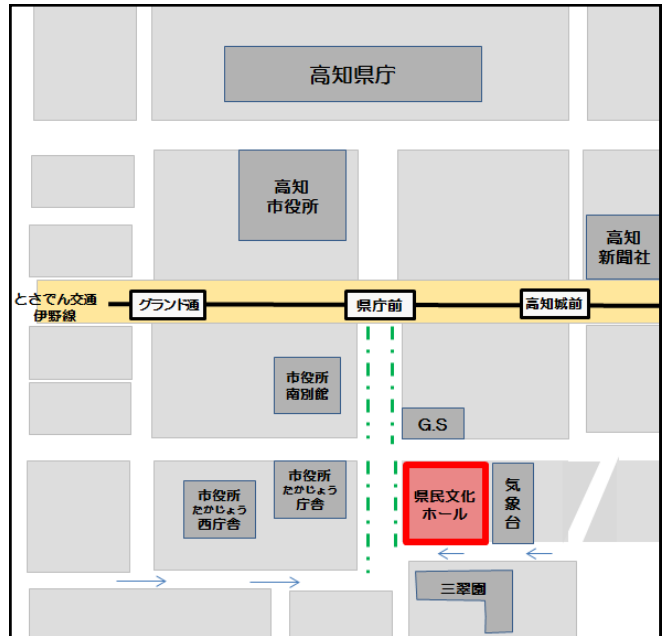 高知県庁
高知
市役所
高知
新聞社
とさでん交通
伊野線
グランド通
県庁前
高知城前
市役所
南別館
G.S
市役所
たかじょう
西庁舎
市役所
たかじょう
庁舎
県民文化
ホール
気
象
台
三翠園